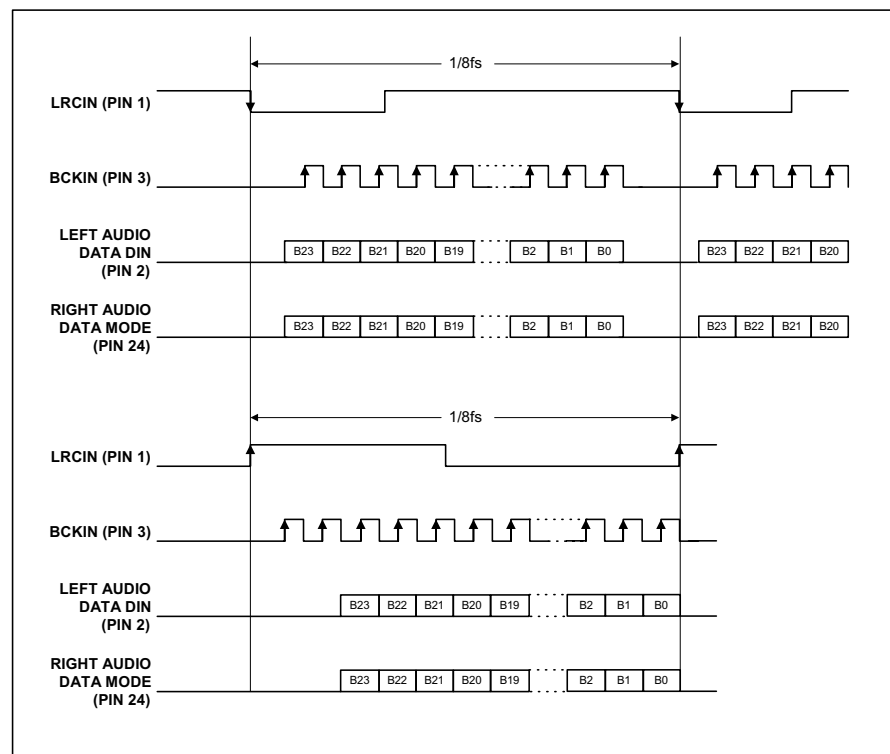 1/8fs
LRCIN (PIN 1)
BCKIN (PIN 3)
LEFT AUDIO
DATA DIN
(PIN 2)
B23 B22 B21 B20 B19 B2 B1 B0 B23 B22 B21 B20
RIGHT AUDIO
DATA MODE
(PIN 24)
B23 B22 B21 B20 B19 B2 B1 B0 B23 B22 B21 B20
1/8fs
LRCIN (PIN 1)
BCKIN (PIN 3)
LEFT AUDIO
DATA DIN
(PIN 2)
B23 B22 B21 B20 B19 B2 B1 B0
RIGHT AUDIO
DATA MODE
(PIN 24)
B23 B22 B21 B20 B19 B2 B1 B0